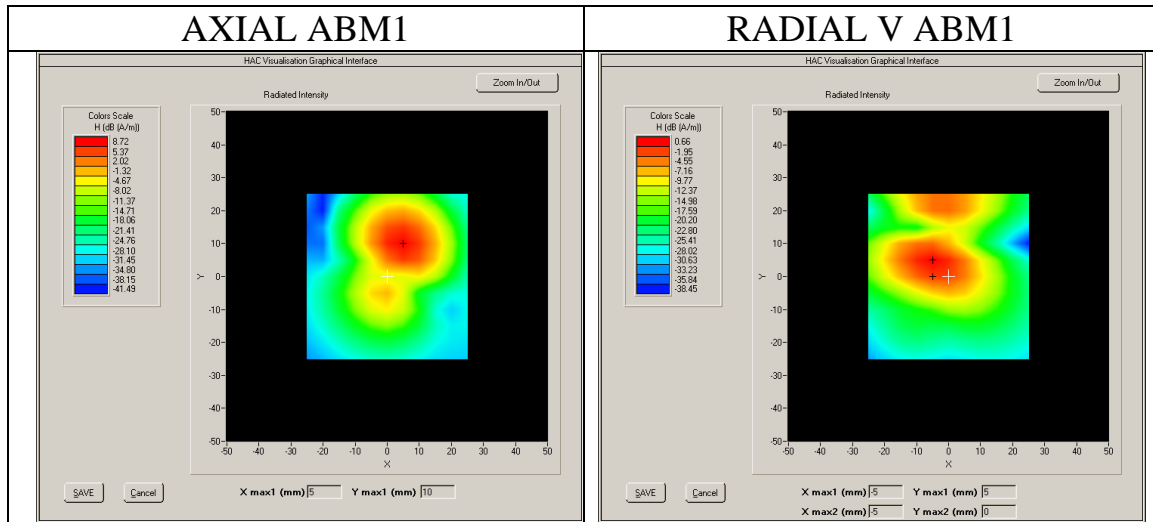 AXIAL ABM1
HAC Visualisation Graphical Interface
Zoom In/Out
Radiated Intensity
Colors Scale
H (dB (A/m))
8.72
5.37
2.02
-1.32
-4.67
-8.02
-11.37
-14.71
-18.06
-21.41
-24.76
-28.10
-31.45
-34.80
-38.15
-41.49
50
40
30
20
10
0
-10
-20
-30
-40
-50
Y
-50 -40 -30 -20 -10 0 10 20 30 40 50
X
SAVE Cancel X max1 (mm) 5 Y max1 (mm) 10
RADIAL V ABM1
HAC Visualisation Graphical Interface
Zoom In/Out
Radiated Intensity
Colors Scale
H (dB (A/m))
0.66
-1.95
-4.55
-7.16
-9.77
-12.37
-14.98
-17.59
-20.20
-22.80
-25.41
-28.02
-30.63
-33.23
-35.84
-38.45
50
40
30
20
10
0
-10
-20
-30
-40
-50
Y
-50 -40 -30 -20 -10 0 10 20 30 40 50
X
SAVE Cancel X max1 (mm) -5 Y max1 (mm) 5
X max2 (mm) -5 Y max2 (mm) 0